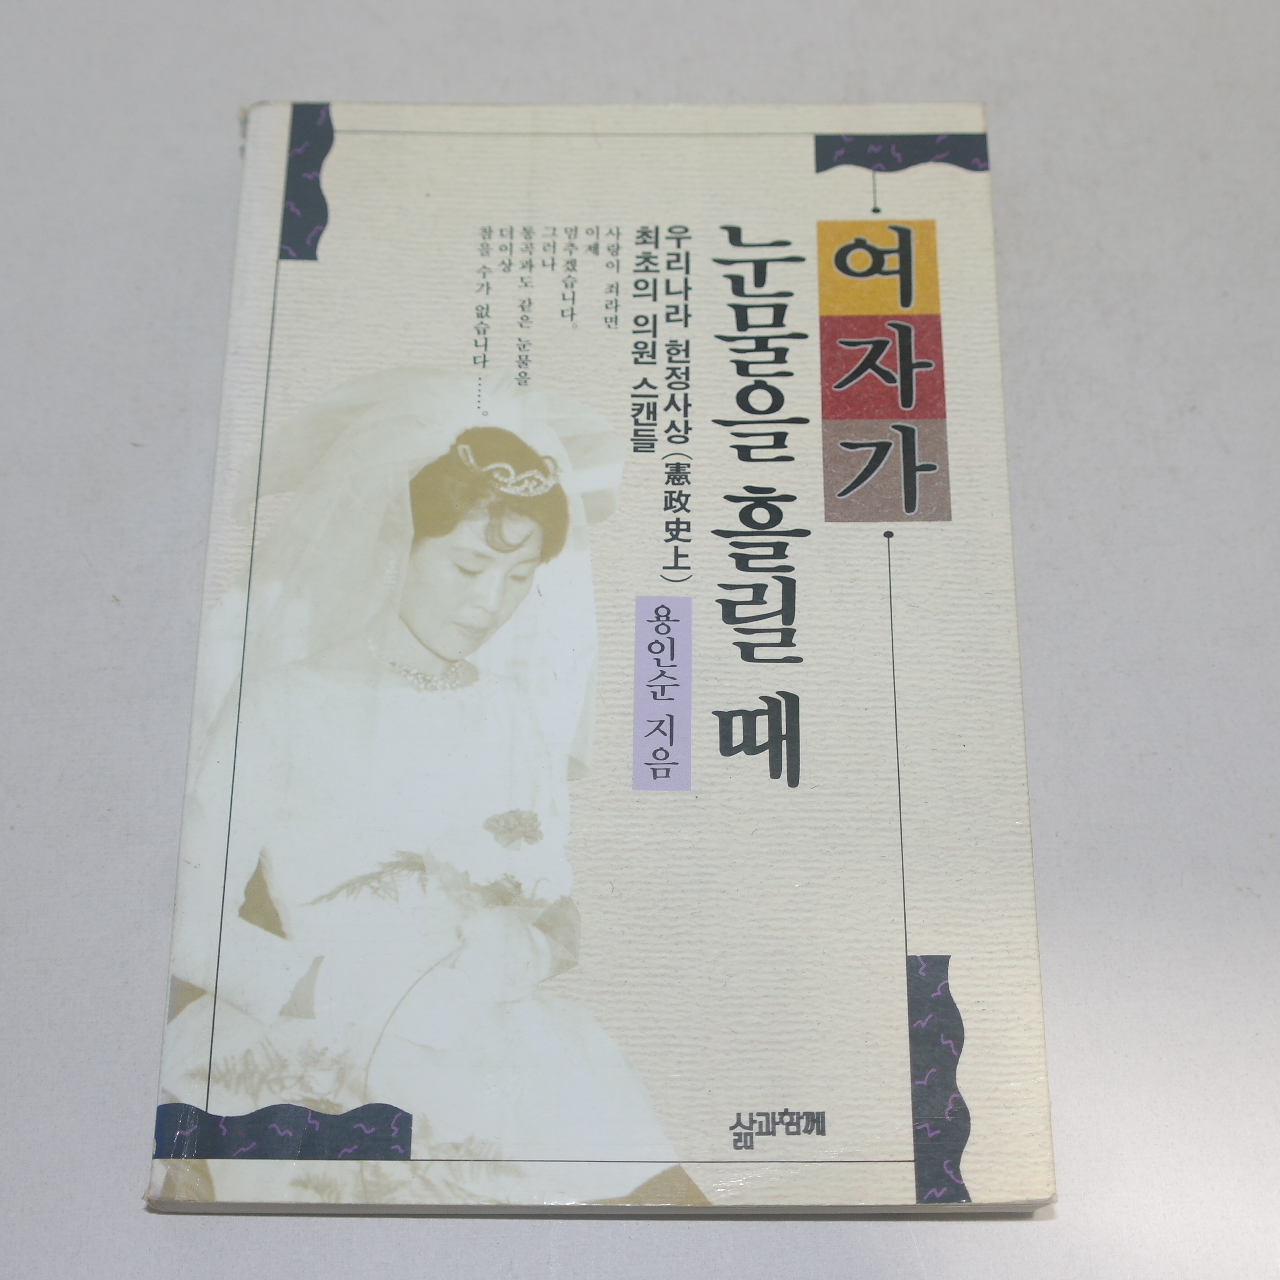 여자가
눈물을 흘릴 때
우리나라 헌정사상(憲政史上)
최초의 의원 스캔들
용인순 지음
사랑이 죄라면
이제
멈추겠습니다.
그러나
통곡과도 같은 눈물을
더이상
참을 수가 없습니다 …….
삶과함께